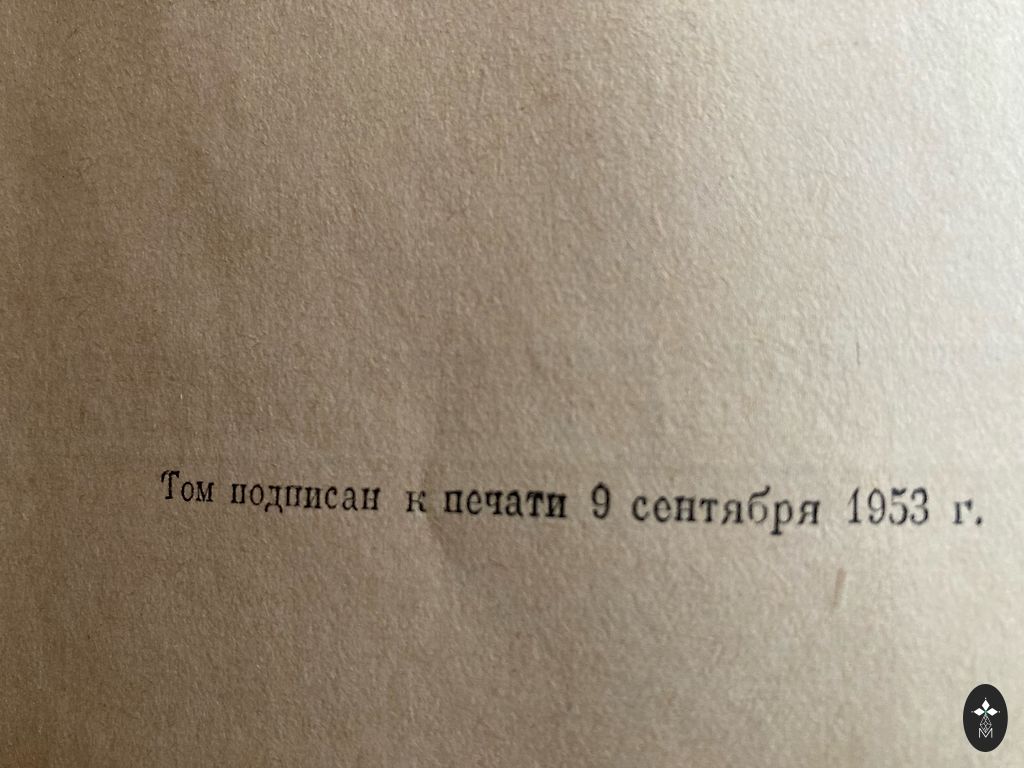 Том подписан к печати 9 сентября 1953 г.
М